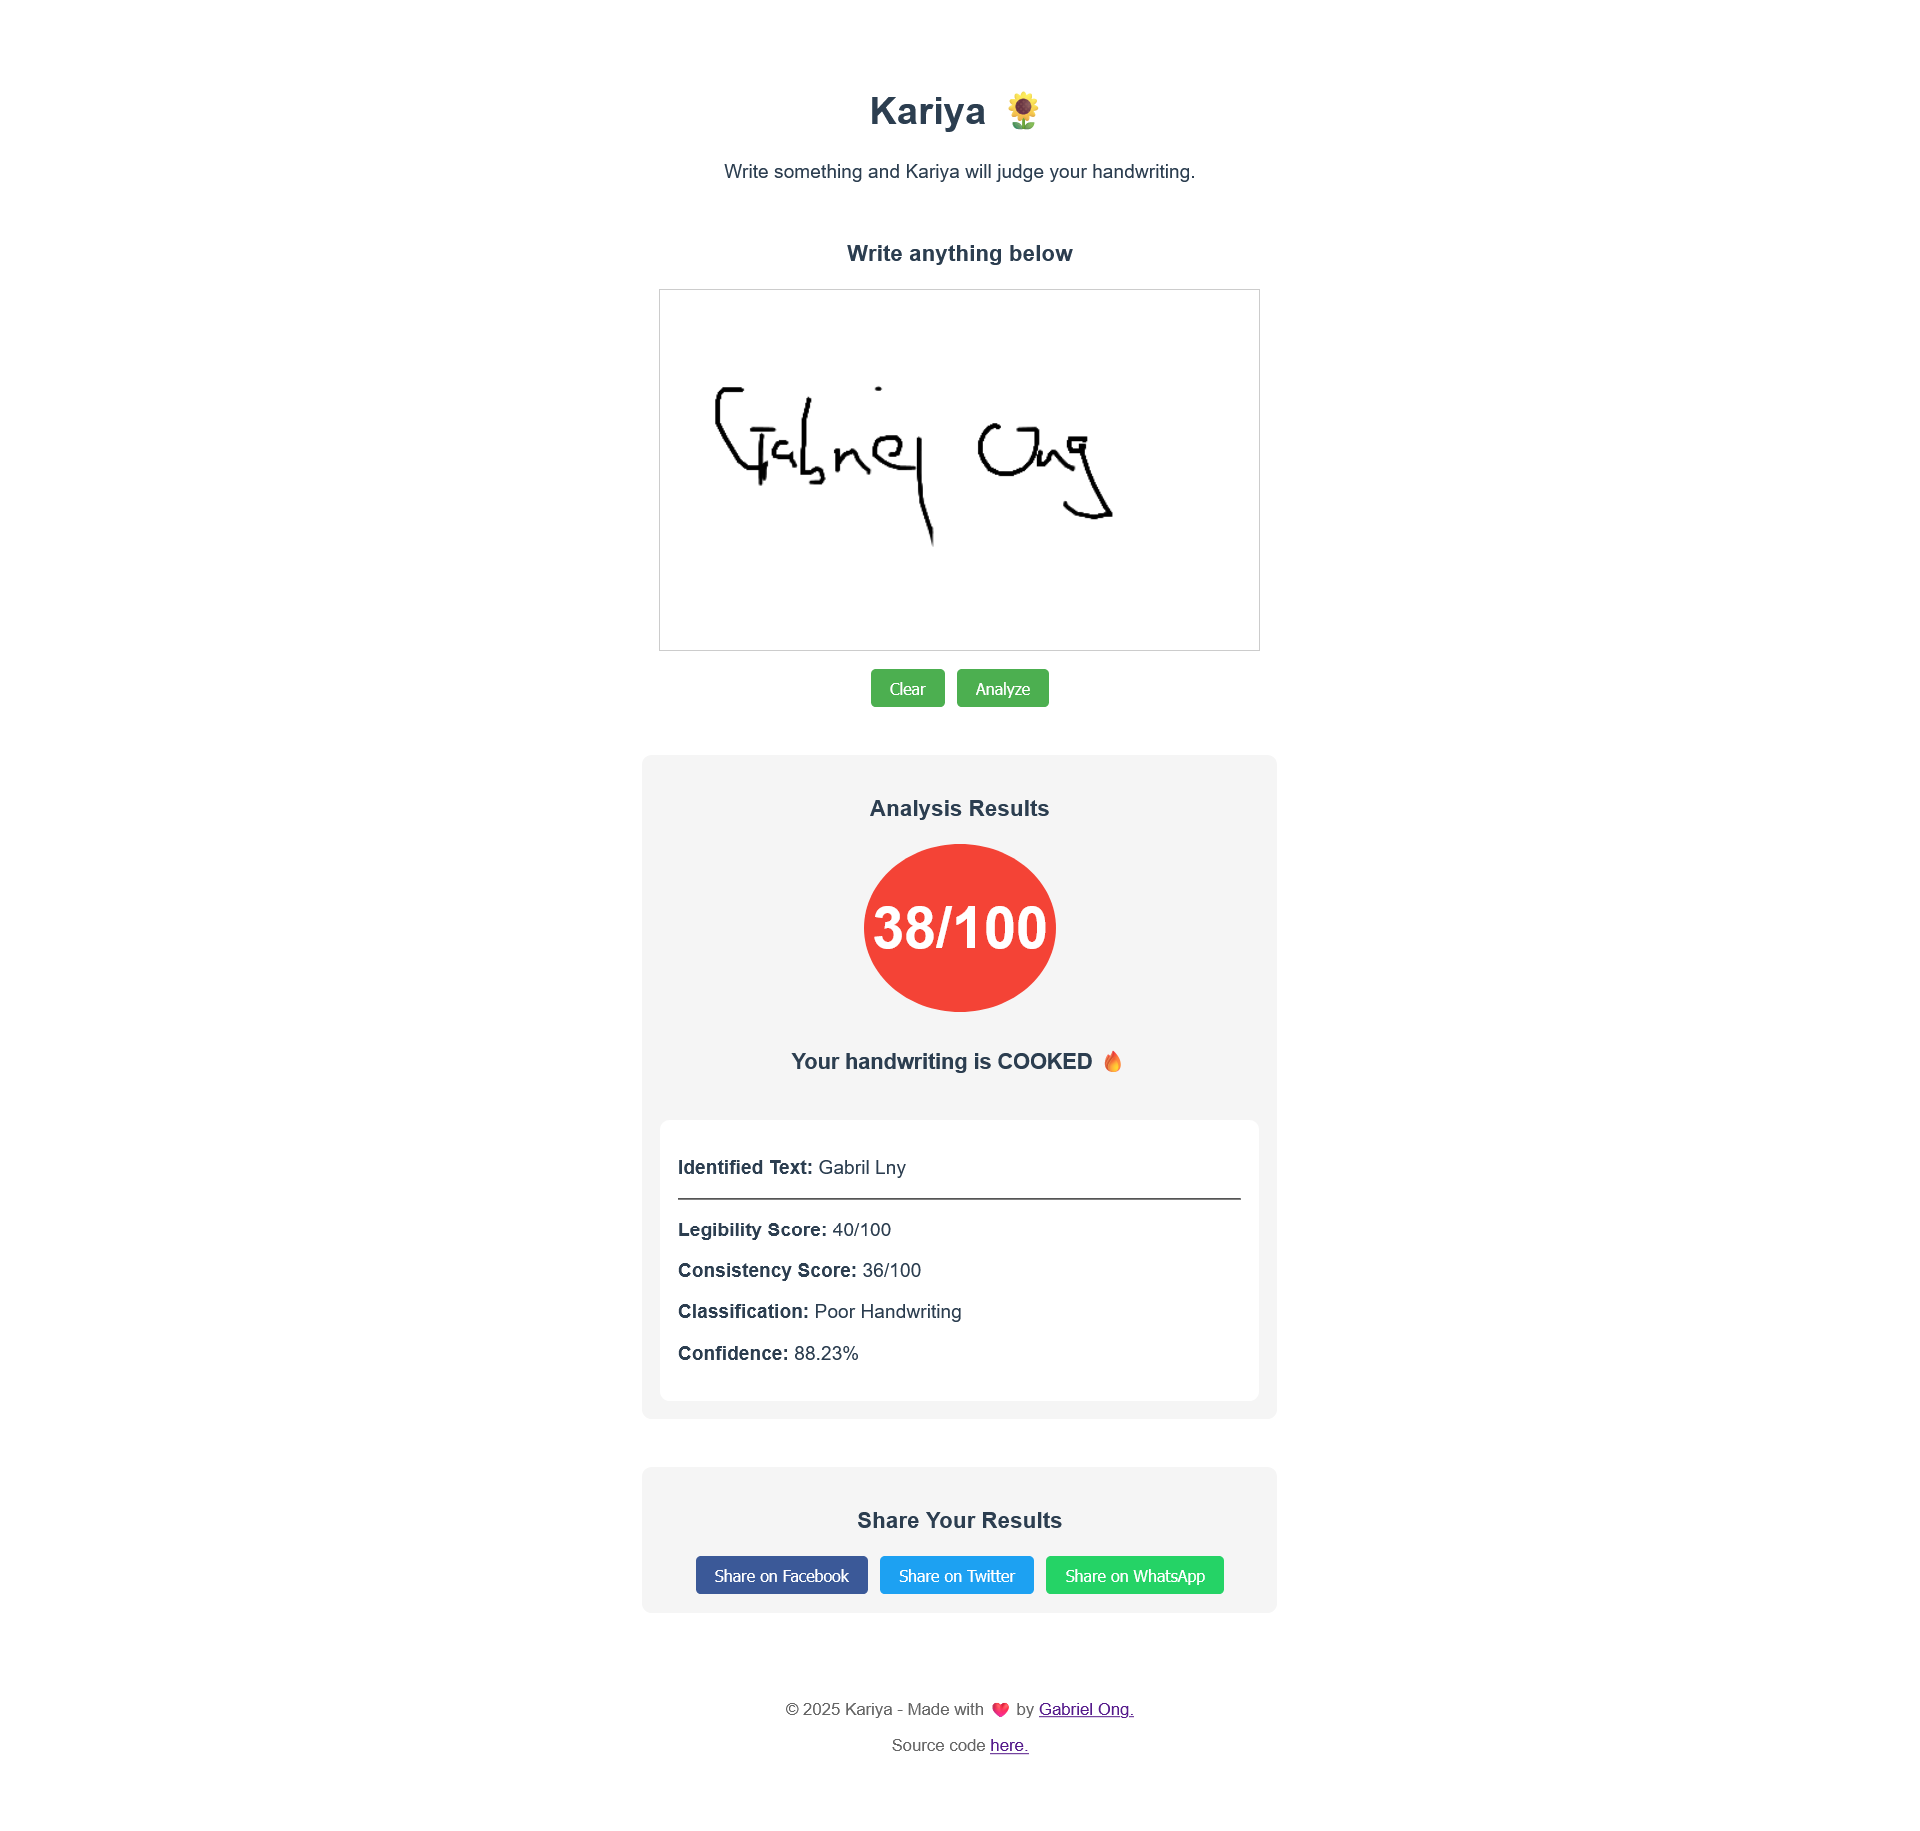 Kariya 🌻
Write something and Kariya will judge your handwriting.
Write anything below
Gabriel Ong
Clear Analyze
Analysis Results
38/100
Your handwriting is COOKED 🔥
Identified Text: Gabril Lny
Legibility Score: 40/100
Consistency Score: 36/100
Classification: Poor Handwriting
Confidence: 88.23%
Share Your Results
Share on Facebook Share on Twitter Share on WhatsApp
© 2025 Kariya - Made with ❤️ by Gabriel Ong.
Source code here.